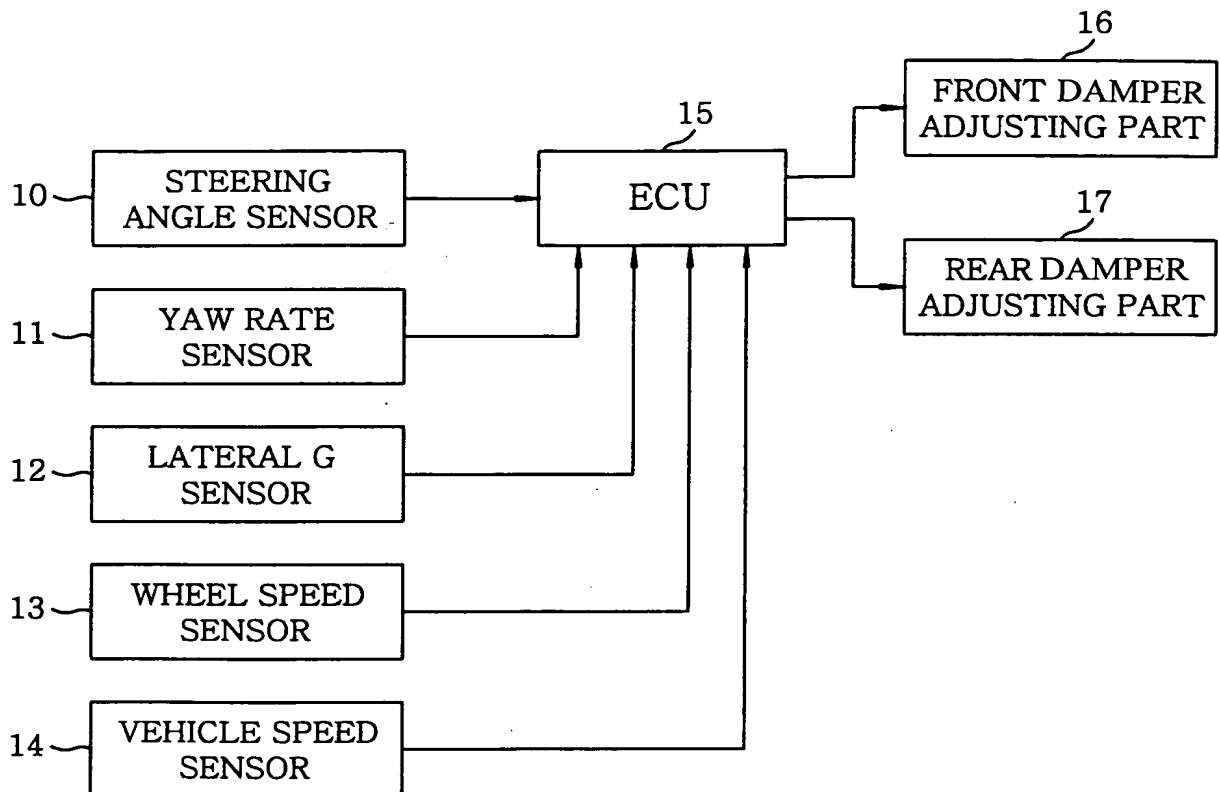 16
FRONT DAMPER
ADJUSTING PART
15
ECU
10
STEERING
ANGLE SENSOR
17
REAR DAMPER
ADJUSTING PART
11
YAW RATE
SENSOR
12
LATERAL G
SENSOR
13
WHEEL SPEED
SENSOR
14
VEHICLE SPEED
SENSOR